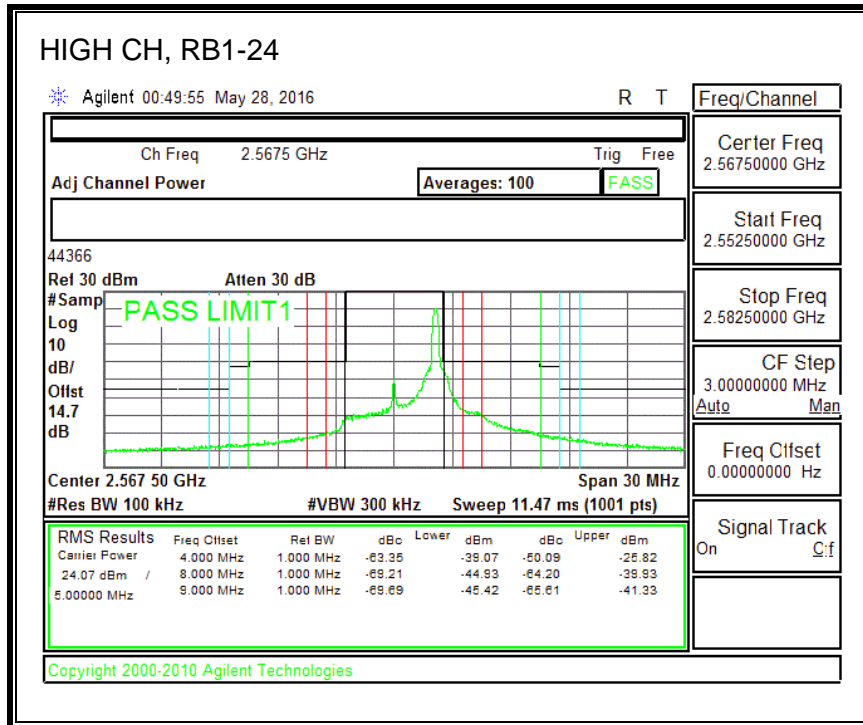 HIGH CH, RB1-24
Agilent 00:49:55 May 28, 2016 R T
Freq/Channel
Ch Freq 2.5675 GHz Trig Free
Adj Channel Power Averages: 100 PASS
Center Freq
2.56750000 GHz
Start Freq
2.55250000 GHz
Stop Freq
2.58250000 GHz
CF Step
3.00000000 MHz
Auto Man
Freq Offset
0.00000000 Hz
Signal Track
On Off
44366
Ref 30 dBm Atten 30 dB
#Samp
Log
10
dB/
Offst
14.7
dB
PASS LIMIT1
Center 2.567 50 GHz Span 30 MHz
#Res BW 100 kHz #VBW 300 kHz Sweep 11.47 ms (1001 pts)
RMS Results Freq Offset Ref BW dBc Lower dBm dBc Upper dBm
Carrier Power 4.000 MHz 1.000 MHz -63.35 -39.07 -50.09 -25.82
24.07 dBm / 8.000 MHz 1.000 MHz -69.21 -44.93 -64.20 -39.93
5.00000 MHz 9.000 MHz 1.000 MHz -69.69 -45.42 -65.61 -41.33
Copyright 2000-2010 Agilent Technologies